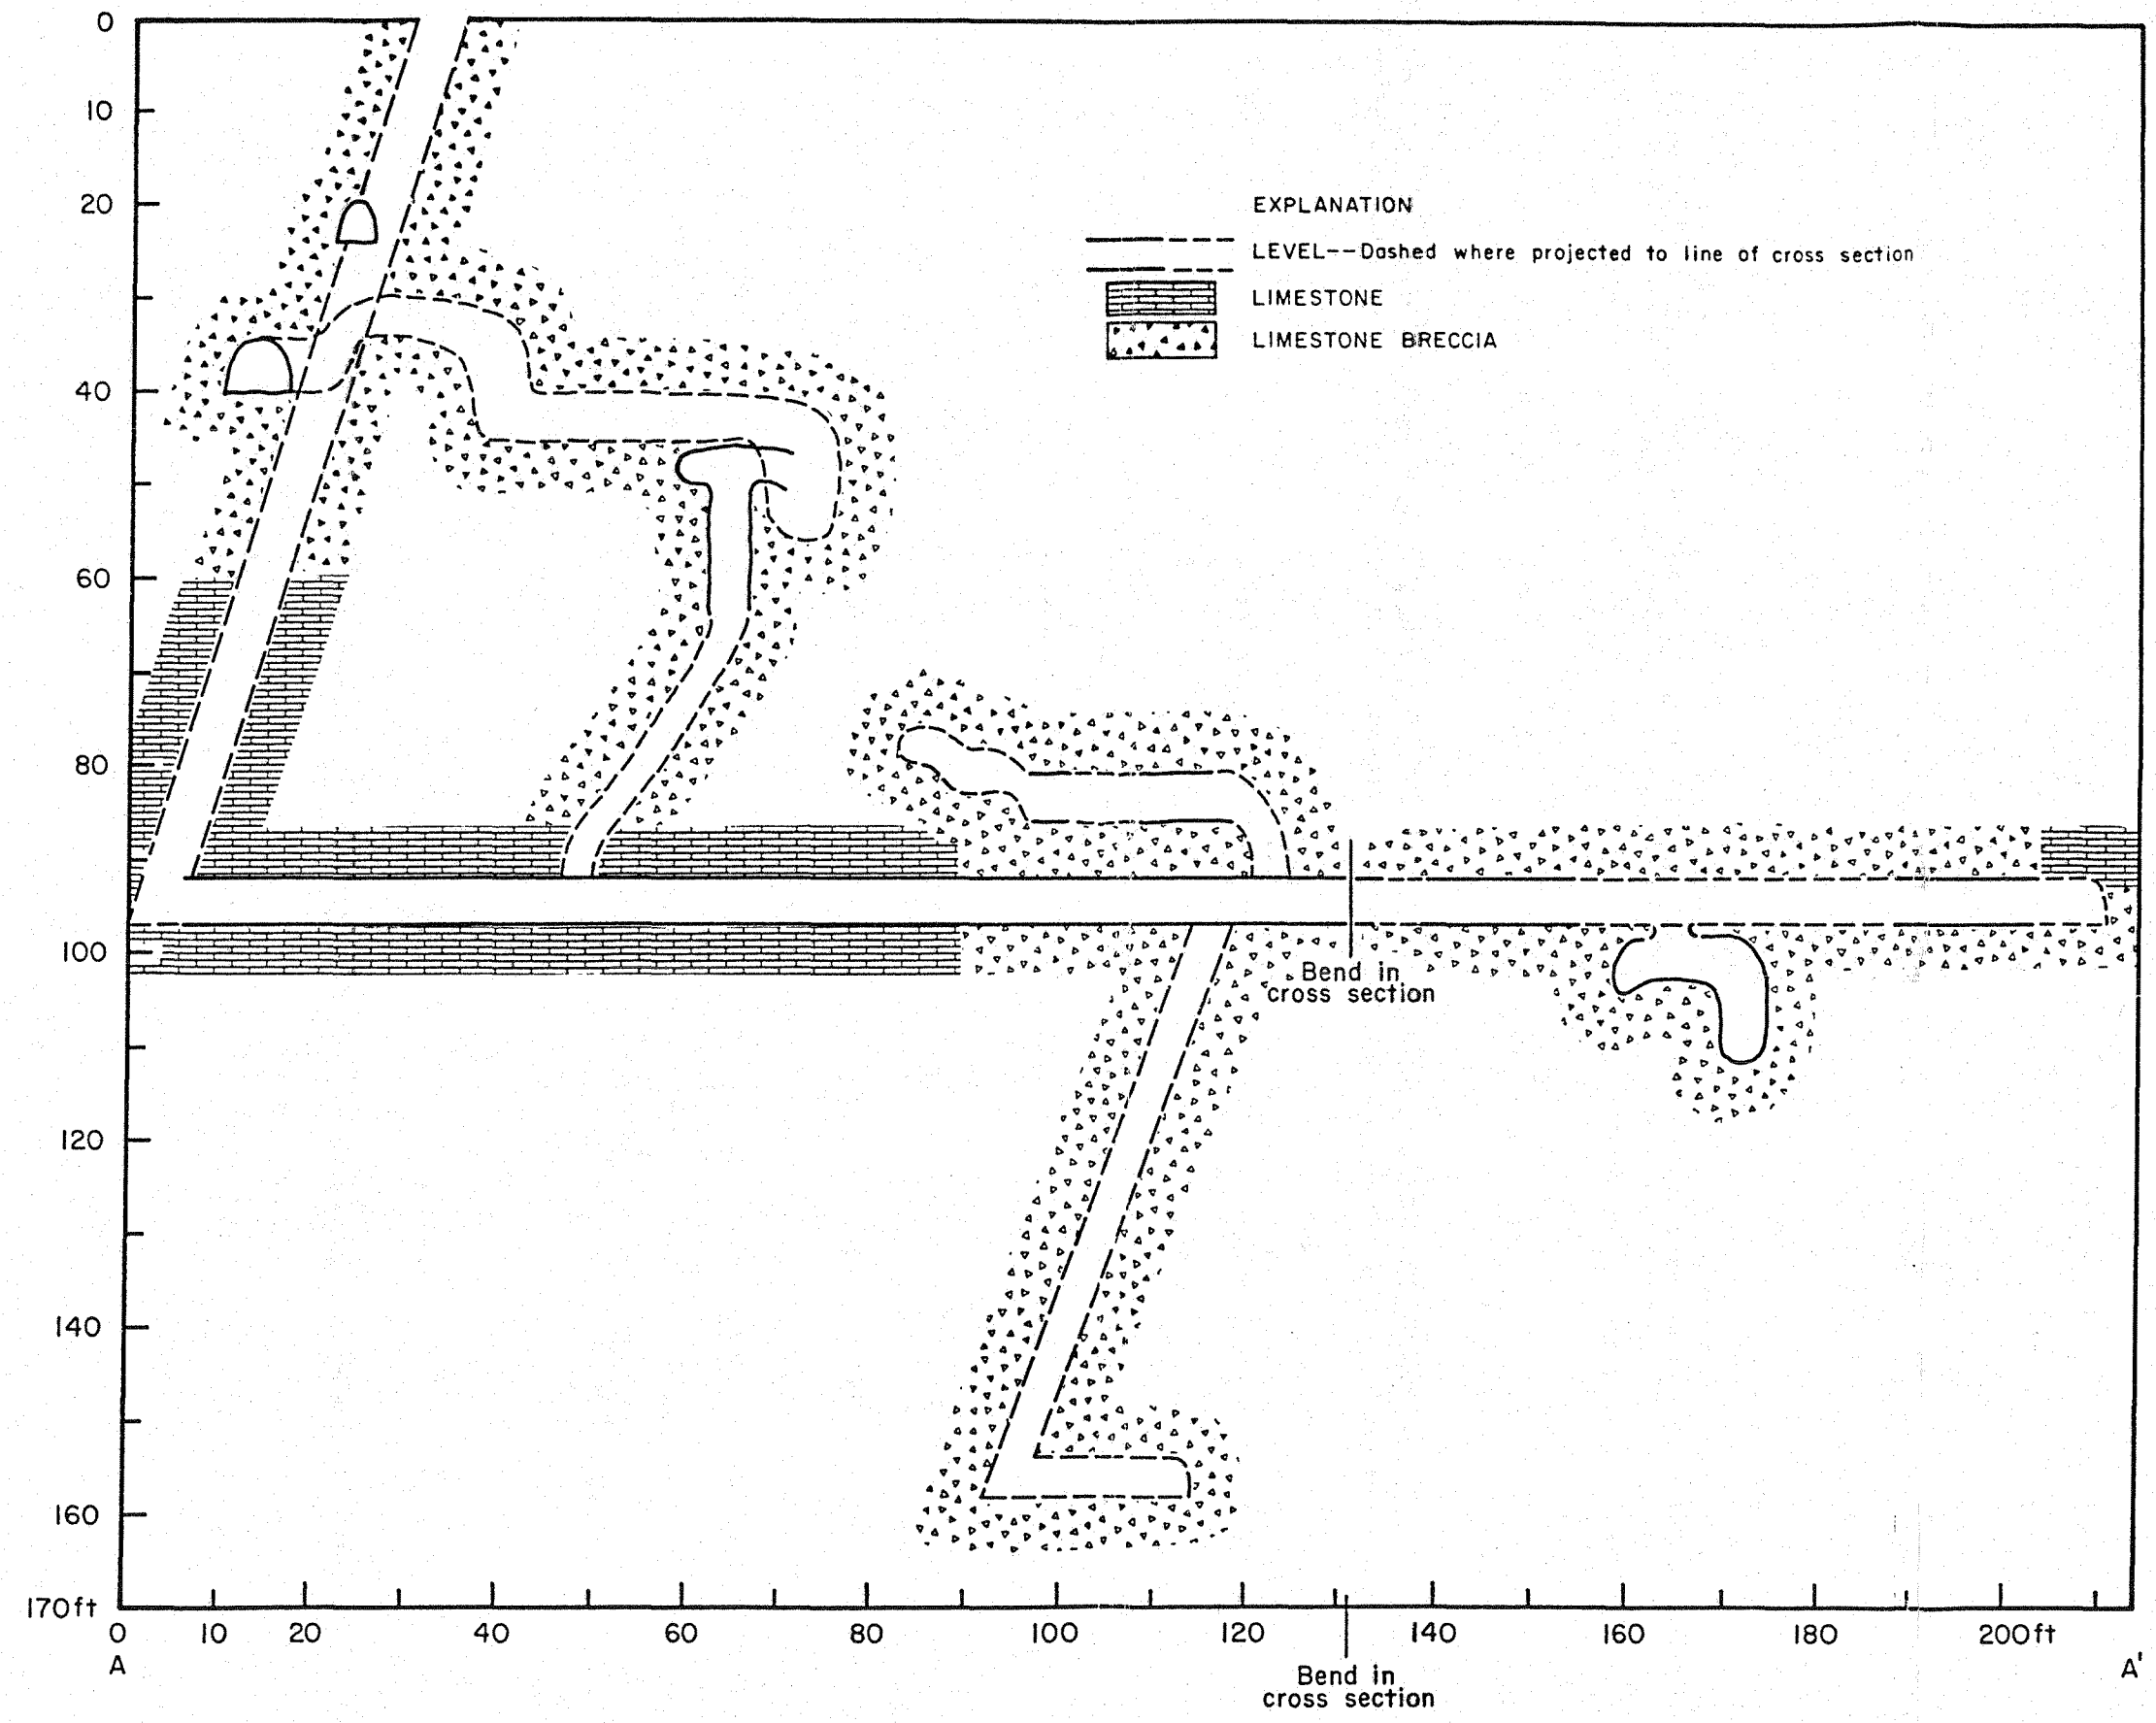 0
10
20
40
60
80
100
120
140
160
170ft
EXPLANATION
LEVEL--Dashed where projected to line of cross section
LIMESTONE
LIMESTONE BRECCIA
Bend in
cross section
0 10 20 40 60 80 100 120 140 160 180 200ft
A A'
Bend in
cross section